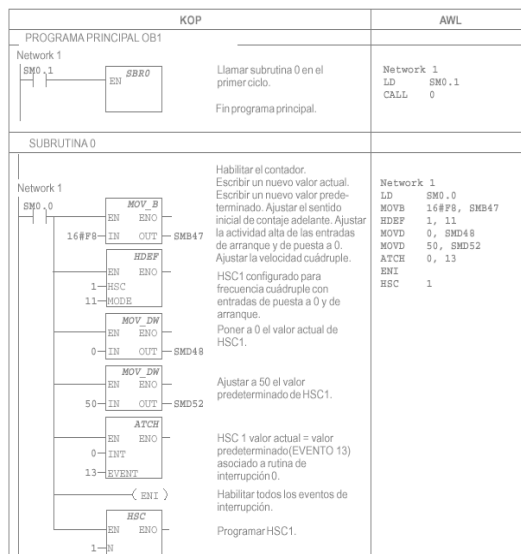 KOP
AWL
PROGRAMA PRINCIPAL OB1
Network 1
SM0.1
SBR0
EN
Llamar subrutina 0 en el
primer ciclo.
Fin programa principal.
Network 1
LD SM0.1
CALL 0
SUBRUTINA 0
Network 1
SM0.0
MOV_B
EN ENO
16#F8 IN OUT SMB47
HDEF
EN ENO
1 HSC
11 MODE
MOV_DW
EN ENO
0 IN OUT SMD48
MOV_DW
EN ENO
50 IN OUT SMD52
ATCH
EN ENO
0 INT
13 EVENT
( ENI )
HSC
EN ENO
1 N
Habilitar el contador.
Escribir un nuevo valor actual.
Escribir un nuevo valor prede-
terminado. Ajustar el sentido
inicial de contaje adelante. Ajustar
la actividad alta de las entradas
de arranque y de puesta a 0.
Ajustar la velocidad cuádruple.
HSC1 configurado para
frecuencia cuádruple con
entradas de puesta a 0 y de
arranque.
Poner a 0 el valor actual de
HSC1.
Ajustar a 50 el valor
predeterminado de HSC1.
HSC 1 valor actual = valor
predeterminado(EVENTO 13)
asociado a rutina de
interrupción 0.
Habilitar todos los eventos de
interrupción.
Programar HSC1.
Network 1
LD SM0.0
MOVB 16#F8, SMB47
HDEF 1, 11
MOVD 0, SMD48
MOVD 50, SMD52
ATCH 0, 13
ENI
HSC 1